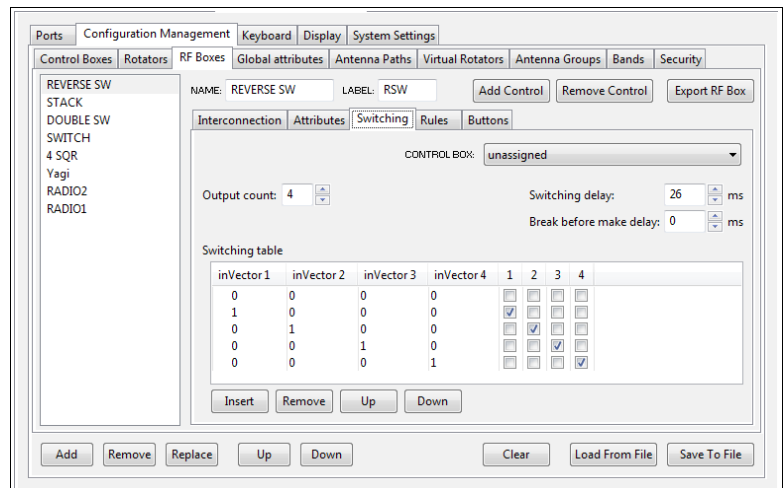 Ports Configuration Management Keyboard Display System Settings
Control Boxes Rotators RF Boxes Global attributes Antenna Paths Virtual Rotators Antenna Groups Bands Security
REVERSE SW
STACK
DOUBLE SW
SWITCH
4 SQR
Yagi
RADIO2
RADIO1
NAME: REVERSE SW LABEL: RSW Add Control Remove Control Export RF Box
Interconnection Attributes Switching Rules Buttons
CONTROL BOX: unassigned
Output count: 4 Switching delay: 26 ms
Break before make delay: 0 ms
Switching table
inVector 1 inVector 2 inVector 3 inVector 4 1 2 3 4
0 0 0 0
1 0 0 0
0 1 0 0
0 0 1 0
0 0 0 1
Insert Remove Up Down
Add Remove Replace Up Down Clear Load From File Save To File